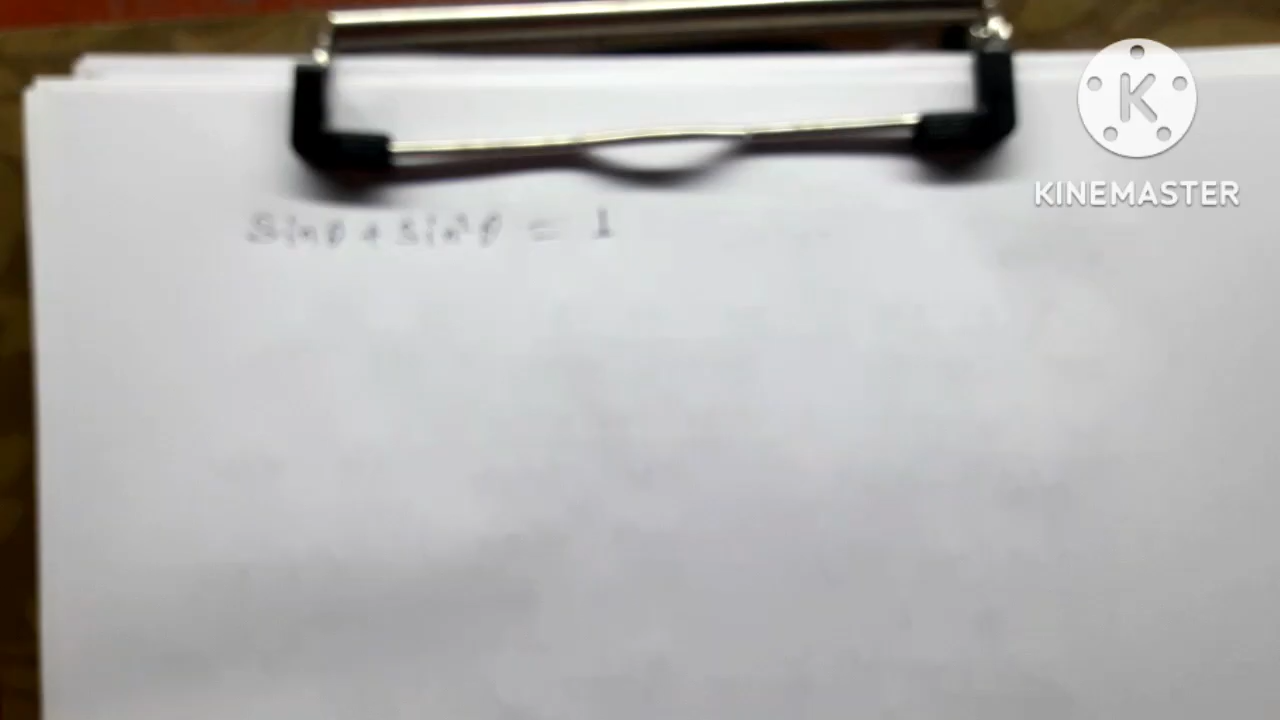 sinθ + sin²θ = 1
KINEMASTER